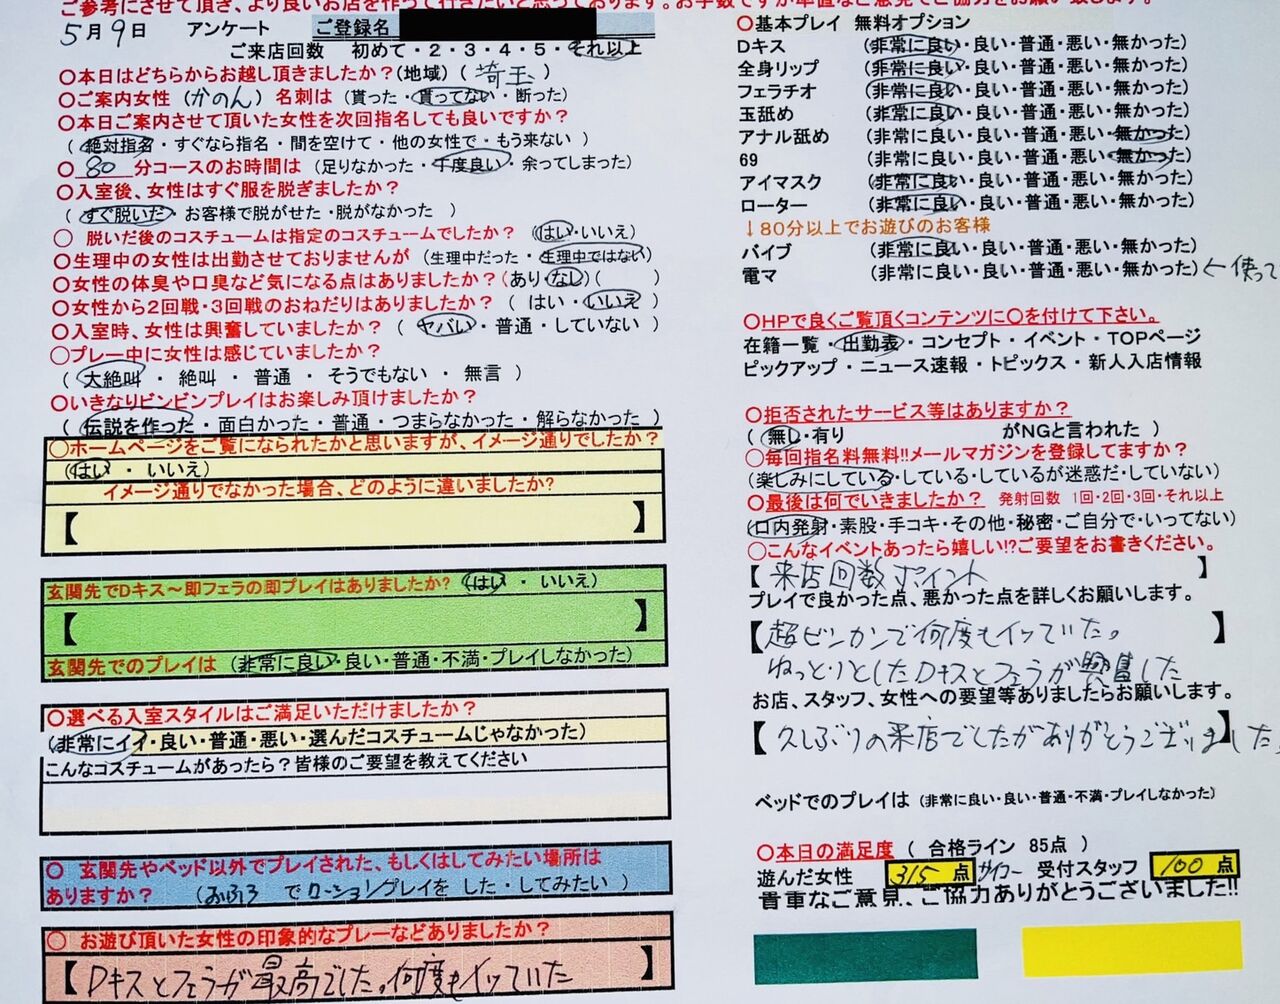 ご参考にさせて頂き、より良いお店を作って行きたいと思っております。お手数ですが率直なご意見でご協力をお願い致します。
5月9日 アンケート ご登録名
ご来店回数 初めて・2・3・4・5・それ以上
〇本日はどちらからお越し頂きましたか?(地域) ( 埼玉 )
〇ご案内女性 (かのん) 名刺は (貰った・貰ってない・断った)
〇本日ご案内させて頂いた女性を次回指名しても良いですか?
(絶対指名・すぐなら指名・間を空けて・他の女性で・もう来ない)
〇 80 分コースのお時間は (足りなかった・丁度良い・余ってしまった)
〇入室後、女性はすぐ服を脱ぎましたか?
(すぐ脱いだ・お客様で脱がせた・脱がなかった )
〇 脱いだ後のコスチュームは指定のコスチュームでしたか? (はい・いいえ)
〇生理中の女性は出勤させておりませんが (生理中だった・生理中ではない)
〇女性の体臭や口臭など気になる点はありましたか?(あり・なし)( )
〇女性から2回戦・3回戦のおねだりはありましたか? ( はい・いいえ )
〇入室時、女性は興奮していましたか? ( ヤバい・普通・していない )
〇プレー中に女性は感じていましたか?
( 大絶叫 ・ 絶叫 ・ 普通 ・ そうでもない ・ 無言 )
〇いきなりビンビンプレイはお楽しみ頂けましたか?
( 伝説を作った・面白かった・普通・つまらなかった・解らなかった )
〇ホームページをご覧になられたかと思いますが、イメージ通りでしたか?
(はい ・ いいえ)
イメージ通りでなかった場合、どのように違いましたか?
【 】
玄関先でDキス〜即フェラの即プレイはありましたか? (はい ・ いいえ)
【 】
玄関先でのプレイは (非常に良い・良い・普通・不満・プレイしなかった)
〇選べる入室スタイルはご満足いただけましたか?
(非常にイイ・良い・普通・悪い・選んだコスチュームじゃなかった)
こんなコスチュームがあったら?皆様のご要望を教えてください
〇 玄関先やベッド以外でプレイされた、もしくはしてみたい場所は
ありますか? (おふろ でローションプレイを した・してみたい )
〇 お遊び頂いた女性の印象的なプレーなどありましたか?
【 Dキスとフェラが最高でした。何度もイッていた 】
〇基本プレイ 無料オプション
Dキス (非常に良い・良い・普通・悪い・無かった)
全身リップ (非常に良い・良い・普通・悪い・無かった)
フェラチオ (非常に良い・良い・普通・悪い・無かった)
玉舐め (非常に良い・良い・普通・悪い・無かった)
アナル舐め (非常に良い・良い・普通・悪い・無かった)
69 (非常に良い・良い・普通・悪い・無かった)
アイマスク (非常に良い・良い・普通・悪い・無かった)
ローター (非常に良い・良い・普通・悪い・無かった)
↓80分以上でお遊びのお客様
バイブ (非常に良い・良い・普通・悪い・無かった)
電マ (非常に良い・良い・普通・悪い・無かった) ← 使って
〇HPで良くご覧頂くコンテンツに〇を付けて下さい。
在籍一覧・出勤表・コンセプト・イベント・TOPページ
ピックアップ・ニュース速報・トピックス・新人入店情報
〇拒否されたサービス等はありますか?
( 無し・有り がNGと言われた )
〇毎回指名料無料!!メールマガジンを登録してますか?
(楽しみにしている・している・しているが迷惑だ・していない)
〇最後は何でいきましたか? 発射回数 1回・2回・3回・それ以上
(口内発射・素股・手コキ・その他・秘密・ご自分で・いってない)
〇こんなイベントあったら嬉しい!?ご要望をお書きください。
【 来店回数ポイント 】
プレイで良かった点、悪かった点を詳しくお願いします。
【 超ビンカンで何度もイッていた。 】
ねっとりとしたDキスとフェラが興奮した
お店、スタッフ、女性への要望等ありましたらお願いします。
【 久しぶりの来店でしたがありがとうございました 】
ベッドでのプレイは (非常に良い・良い・普通・不満・プレイしなかった)
〇本日の満足度 ( 合格ライン 85点 )
遊んだ女性 315 点 受付スタッフ 100 点
貴重なご意見、ご協力ありがとうございました!!